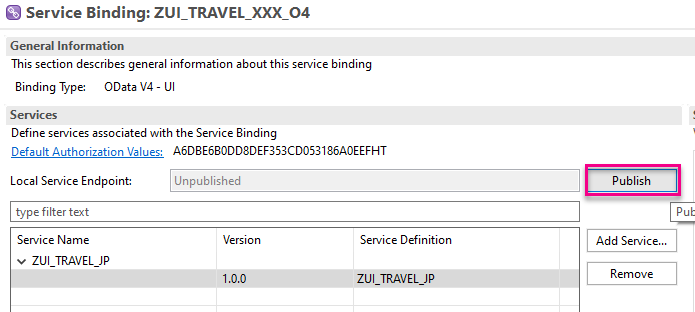 Service Binding: ZUI_TRAVEL_XXX_O4
General Information
This section describes general information about this service binding
Binding Type: OData V4 - UI
Services
Define services associated with the Service Binding
Default Authorization Values: A6DBE6B0DD8DEF353CD053186A0EEFHT
Local Service Endpoint: Unpublished Publish
type filter text
Service Name Version Service Definition Add Service...
ZUI_TRAVEL_JP
1.0.0 ZUI_TRAVEL_JP Remove